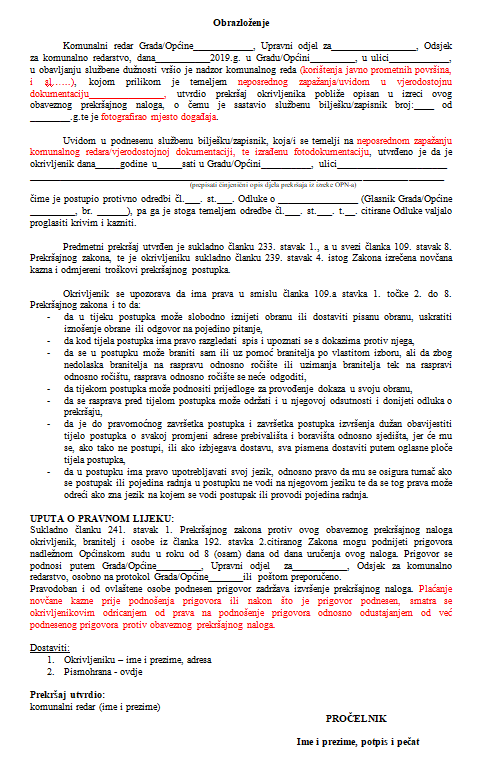 Obrazloženje
Komunalni redar Grada/Općine____________, Upravni odjel za_________________, Odsjek
za komunalno redarstvo, dana___________2019.g. u Gradu/Općini_________, u ulici____________,
u obavljanju službene dužnosti vršio je nadzor komunalnog reda (korištenja javno prometnih površina,
i sl.……), kojom prilikom je temeljem neposrednog zapažanja/uvidom u vjerodostojnu
dokumentaciju_______________, utvrdio prekršaj okrivljenika pobliže opisan u izreci ovog
obaveznog prekršajnog naloga, o čemu je sastavio službenu bilješku/zapisnik broj:____ od
________g.te je fotografirao mjesto događaja.
Uvidom u podnesenu službenu bilješku/zapisnik, koja/i se temelji na neposrednom zapažanju
komunalnog redara/vjerodostojnoj dokumentaciji, te izrađenu fotodokumentaciju, utvrđeno je da je
okrivljenik dana_____godine u_____sati u Gradu/Općini__________, ulici______________________
___________________________________________________________________________________
(prepisati činjenični opis djela prekršaja iz izreke OPN-a)
čime je postupio protivno odredbi čl.___. st.___. Odluke o ________________ (Glasnik Grada/Općine
_________, br. ______), pa ga je stoga temeljem odredbe čl.___. st.___. t.__. citirane Odluke valjalo
proglasiti krivim i kazniti.
Predmetni prekršaj utvrđen je sukladno članku 233. stavak 1., a u svezi članka 109. stavak 8.
Prekršajnog zakona, te je okrivljeniku sukladno članku 239. stavak 4. istog Zakona izrečena novčana
kazna i odmjereni troškovi prekršajnog postupka.
Okrivljenik se upozorava da ima prava u smislu članka 109.a stavka 1. točke 2. do 8.
Prekršajnog zakona i to da:
- da u tijeku postupka može slobodno iznijeti obranu ili dostaviti pisanu obranu, uskratiti
iznošenje obrane ili odgovor na pojedino pitanje,
- da kod tijela postupka ima pravo razgledati spis i upoznati se s dokazima protiv njega,
- da se u postupku može braniti sam ili uz pomoć branitelja po vlastitom izboru, ali da zbog
nedolaska branitelja na raspravu odnosno ročište ili uzimanja branitelja tek na raspravi
odnosno ročištu, rasprava odnosno ročište se neće odgoditi,
- da tijekom postupka može podnositi prijedloge za provođenje dokaza u svoju obranu,
- da se rasprava pred tijelom postupka može održati i u njegovoj odsutnosti i donijeti odluka o
prekršaju,
- da je do pravomoćnog završetka postupka i završetka postupka izvršenja dužan obavijestiti
tijelo postupka o svakoj promjeni adrese prebivališta i boravišta odnosno sjedišta, jer će mu
se, ako tako ne postupi, ili ako izbjegava dostavu, sva pismena dostaviti putem oglasne ploče
tijela postupka,
- da u postupku ima pravo upotrebljavati svoj jezik, odnosno pravo da mu se osigura tumač ako
se postupak ili pojedina radnja u postupku ne vodi na njegovom jeziku te da se tog prava može
odreći ako zna jezik na kojem se vodi postupak ili provodi pojedina radnja.
UPUTA O PRAVNOM LIJEKU:
Sukladno članku 241. stavak 1. Prekršajnog zakona protiv ovog obaveznog prekršajnog naloga
okrivljenik, branitelj i osobe iz članka 192. stavka 2.citiranog Zakona mogu podnijeti prigovora
nadležnom Općinskom sudu u roku od 8 (osam) dana od dana uručenja ovog naloga. Prigovor se
podnosi putem Grada/Općine_________, Upravni odjel za___________, Odsjek za komunalno
redarstvo, osobno na protokol Grada/Općine_______ili poštom preporučeno.
Pravodoban i od ovlaštene osobe podnesen prigovor zadržava izvršenje prekršajnog naloga. Plaćanje
novčane kazne prije podnošenja prigovora ili nakon što je prigovor podnesen, smatra se
okrivljenikovim odricanjem od prava na podnošenje prigovora odnosno odustajanjem od već
podnesenog prigovora protiv obaveznog prekršajnog naloga.
Dostaviti:
1. Okrivljeniku – ime i prezime, adresa
2. Pismohrana - ovdje
Prekršaj utvrdio:
komunalni redar (ime i prezime)
PROČELNIK
Ime i prezime, potpis i pečat